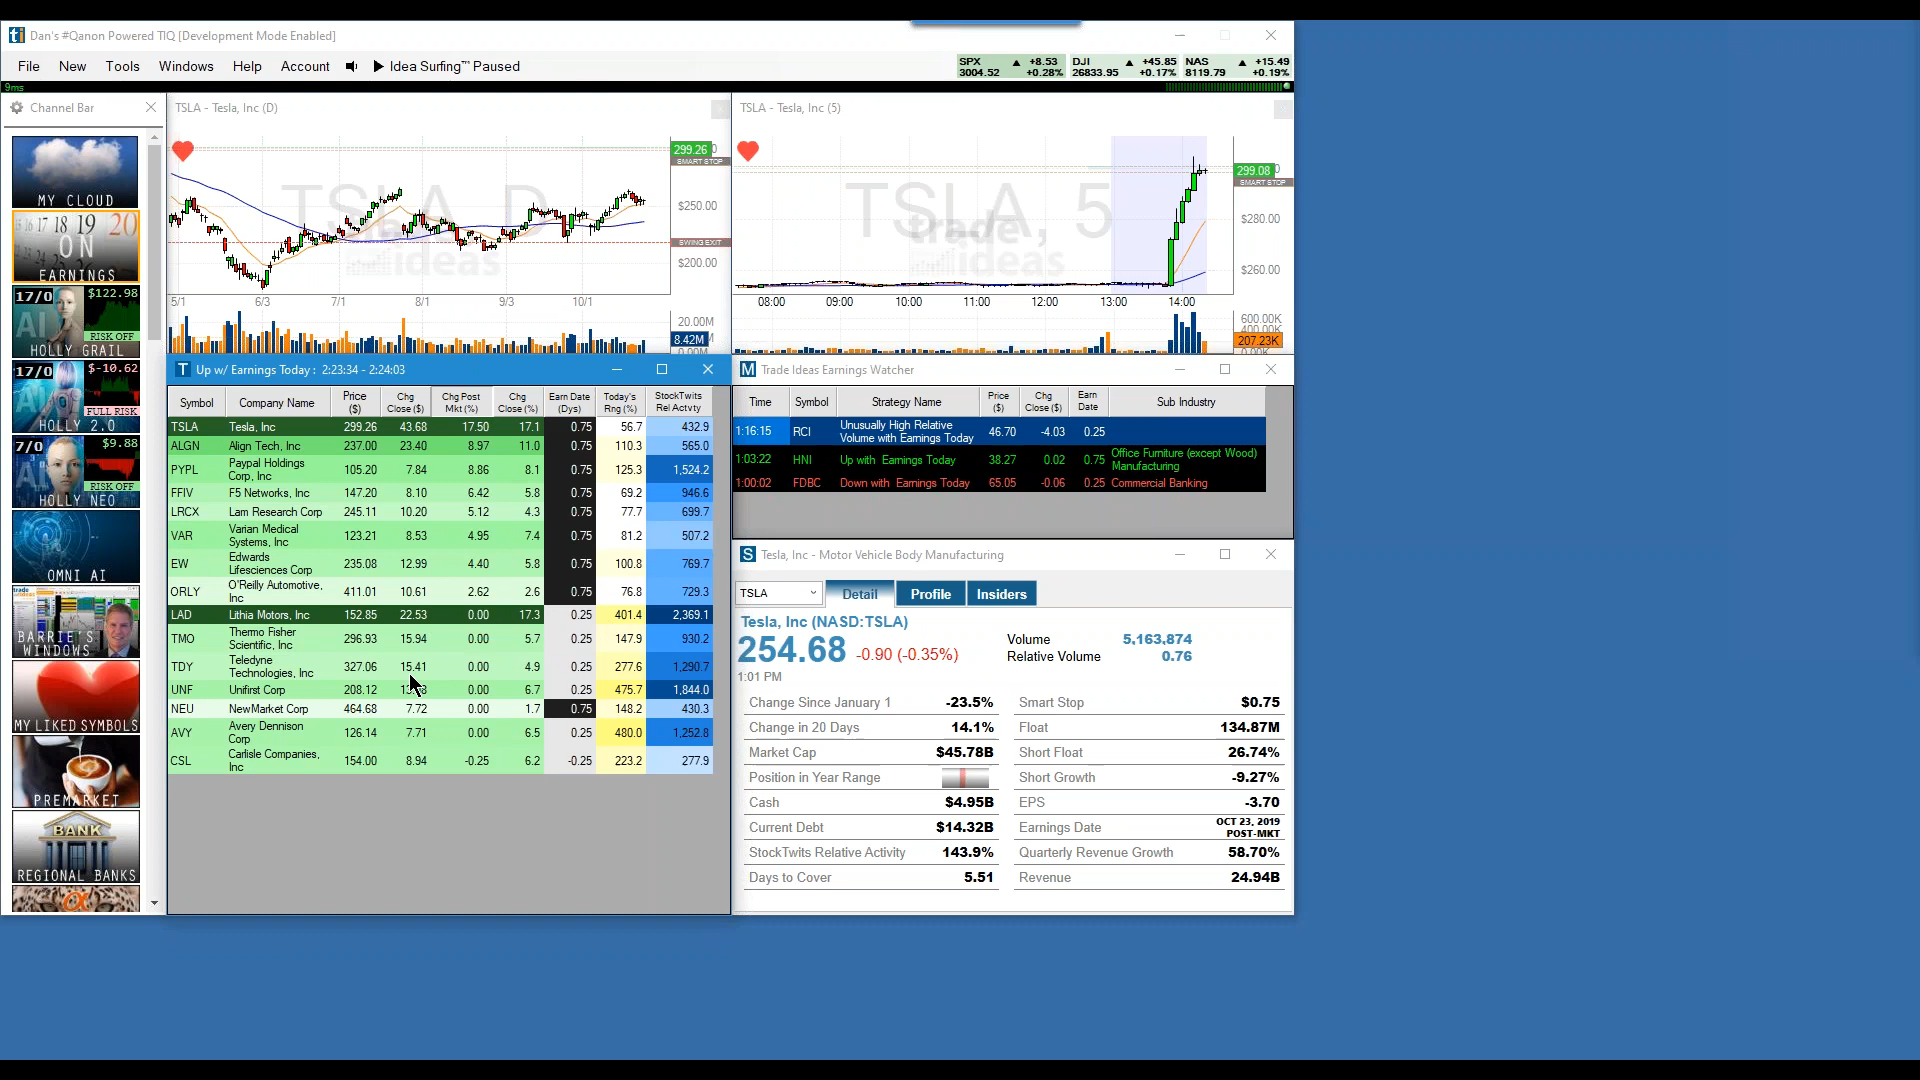 Dan's #Qanon Powered TIQ [Development Mode Enabled]
File New Tools Windows Help Account Idea Surfing™ Paused
SPX +8.53 DJI +45.85 NAS +15.49
3004.52 +0.28% 26833.95 +0.17% 8119.79 +0.19%
9ms
Channel Bar
MY CLOUD
15 16 17 18 19 20
ON
EARNINGS
17/0 $122.98
AI
RISK OFF
HOLLY GRAIL
17/0 $-10.62
FULL RISK
HOLLY 2.0
7/0 $9.88
AI
RISK OFF
HOLLY NEO
OMNI AI
BARRIE'S
WINDOWS
MY LIKED SYMBOLS
PREMARKET
BANK
REGIONAL BANKS
TSLA - Tesla, Inc (D)
TSLA, D
trade
ideas
299.26
SMART STOP
$250.00
SWING EXIT
$200.00
5/1 6/3 7/1 8/1 9/3 10/1
20.00M
8.42M
0.00M
TSLA - Tesla, Inc (5)
TSLA, 5
trade
ideas
299.08
SMART STOP
$280.00
$260.00
08:00 09:00 10:00 11:00 12:00 13:00 14:00
600.00K
400.00K
207.23K
0.00K
Up w/ Earnings Today : 2:23:34 - 2:24:03
Symbol Company Name Price ($) Chg Close ($) Chg Post Mkt (%) Chg Close (%) Earn Date (Dys) Today's Rng (%) StockTwits Rel Actvty
TSLA Tesla, Inc 299.26 43.68 17.50 17.1 0.75 56.7 432.9
ALGN Align Tech, Inc 237.00 23.40 8.97 11.0 0.75 110.3 565.0
PYPL Paypal Holdings Corp, Inc 105.20 7.84 8.86 8.1 0.75 125.3 1,524.2
FFIV F5 Networks, Inc 147.20 8.10 6.42 5.8 0.75 69.2 946.6
LRCX Lam Research Corp 245.11 10.20 5.12 4.3 0.75 77.7 699.7
VAR Varian Medical Systems, Inc 123.21 8.53 4.95 7.4 0.75 81.2 507.2
EW Edwards Lifesciences Corp 235.08 12.99 4.40 5.8 0.75 100.8 769.7
ORLY O'Reilly Automotive, Inc 411.01 10.61 2.62 2.6 0.75 76.8 729.3
LAD Lithia Motors, Inc 152.85 22.53 0.00 17.3 0.25 401.4 2,369.1
TMO Thermo Fisher Scientific, Inc 296.93 15.94 0.00 5.7 0.25 147.9 930.2
TDY Teledyne Technologies, Inc 327.06 15.41 0.00 4.9 0.25 277.6 1,290.7
UNF Unifirst Corp 208.12 0.00 6.7 0.25 475.7 1,844.0
NEU NewMarket Corp 464.68 7.72 0.00 1.7 0.75 148.2 430.3
AVY Avery Dennison Corp 126.14 7.71 0.00 6.5 0.25 480.0 1,252.8
CSL Carlisle Companies, Inc 154.00 8.94 -0.25 6.2 -0.25 223.2 277.9
Trade Ideas Earnings Watcher
Time Symbol Strategy Name Price ($) Chg Close ($) Earn Date Sub Industry
1:16:15 RCI Unusually High Relative Volume with Earnings Today 46.70 -4.03 0.25
1:03:22 HNI Up with Earnings Today 38.27 0.02 0.75 Office Furniture (except Wood) Manufacturing
1:00:02 FDBC Down with Earnings Today 65.05 -0.06 0.25 Commercial Banking
Tesla, Inc - Motor Vehicle Body Manufacturing
TSLA Detail Profile Insiders
Tesla, Inc (NASD:TSLA)
254.68 -0.90 (-0.35%)
1:01 PM
Volume 5,163,874
Relative Volume 0.76
Change Since January 1 -23.5% Smart Stop $0.75
Change in 20 Days 14.1% Float 134.87M
Market Cap $45.78B Short Float 26.74%
Position in Year Range Short Growth -9.27%
Cash $4.95B EPS -3.70
Current Debt $14.32B Earnings Date OCT 23, 2019 POST-MKT
StockTwits Relative Activity 143.9% Quarterly Revenue Growth 58.70%
Days to Cover 5.51 Revenue 24.94B